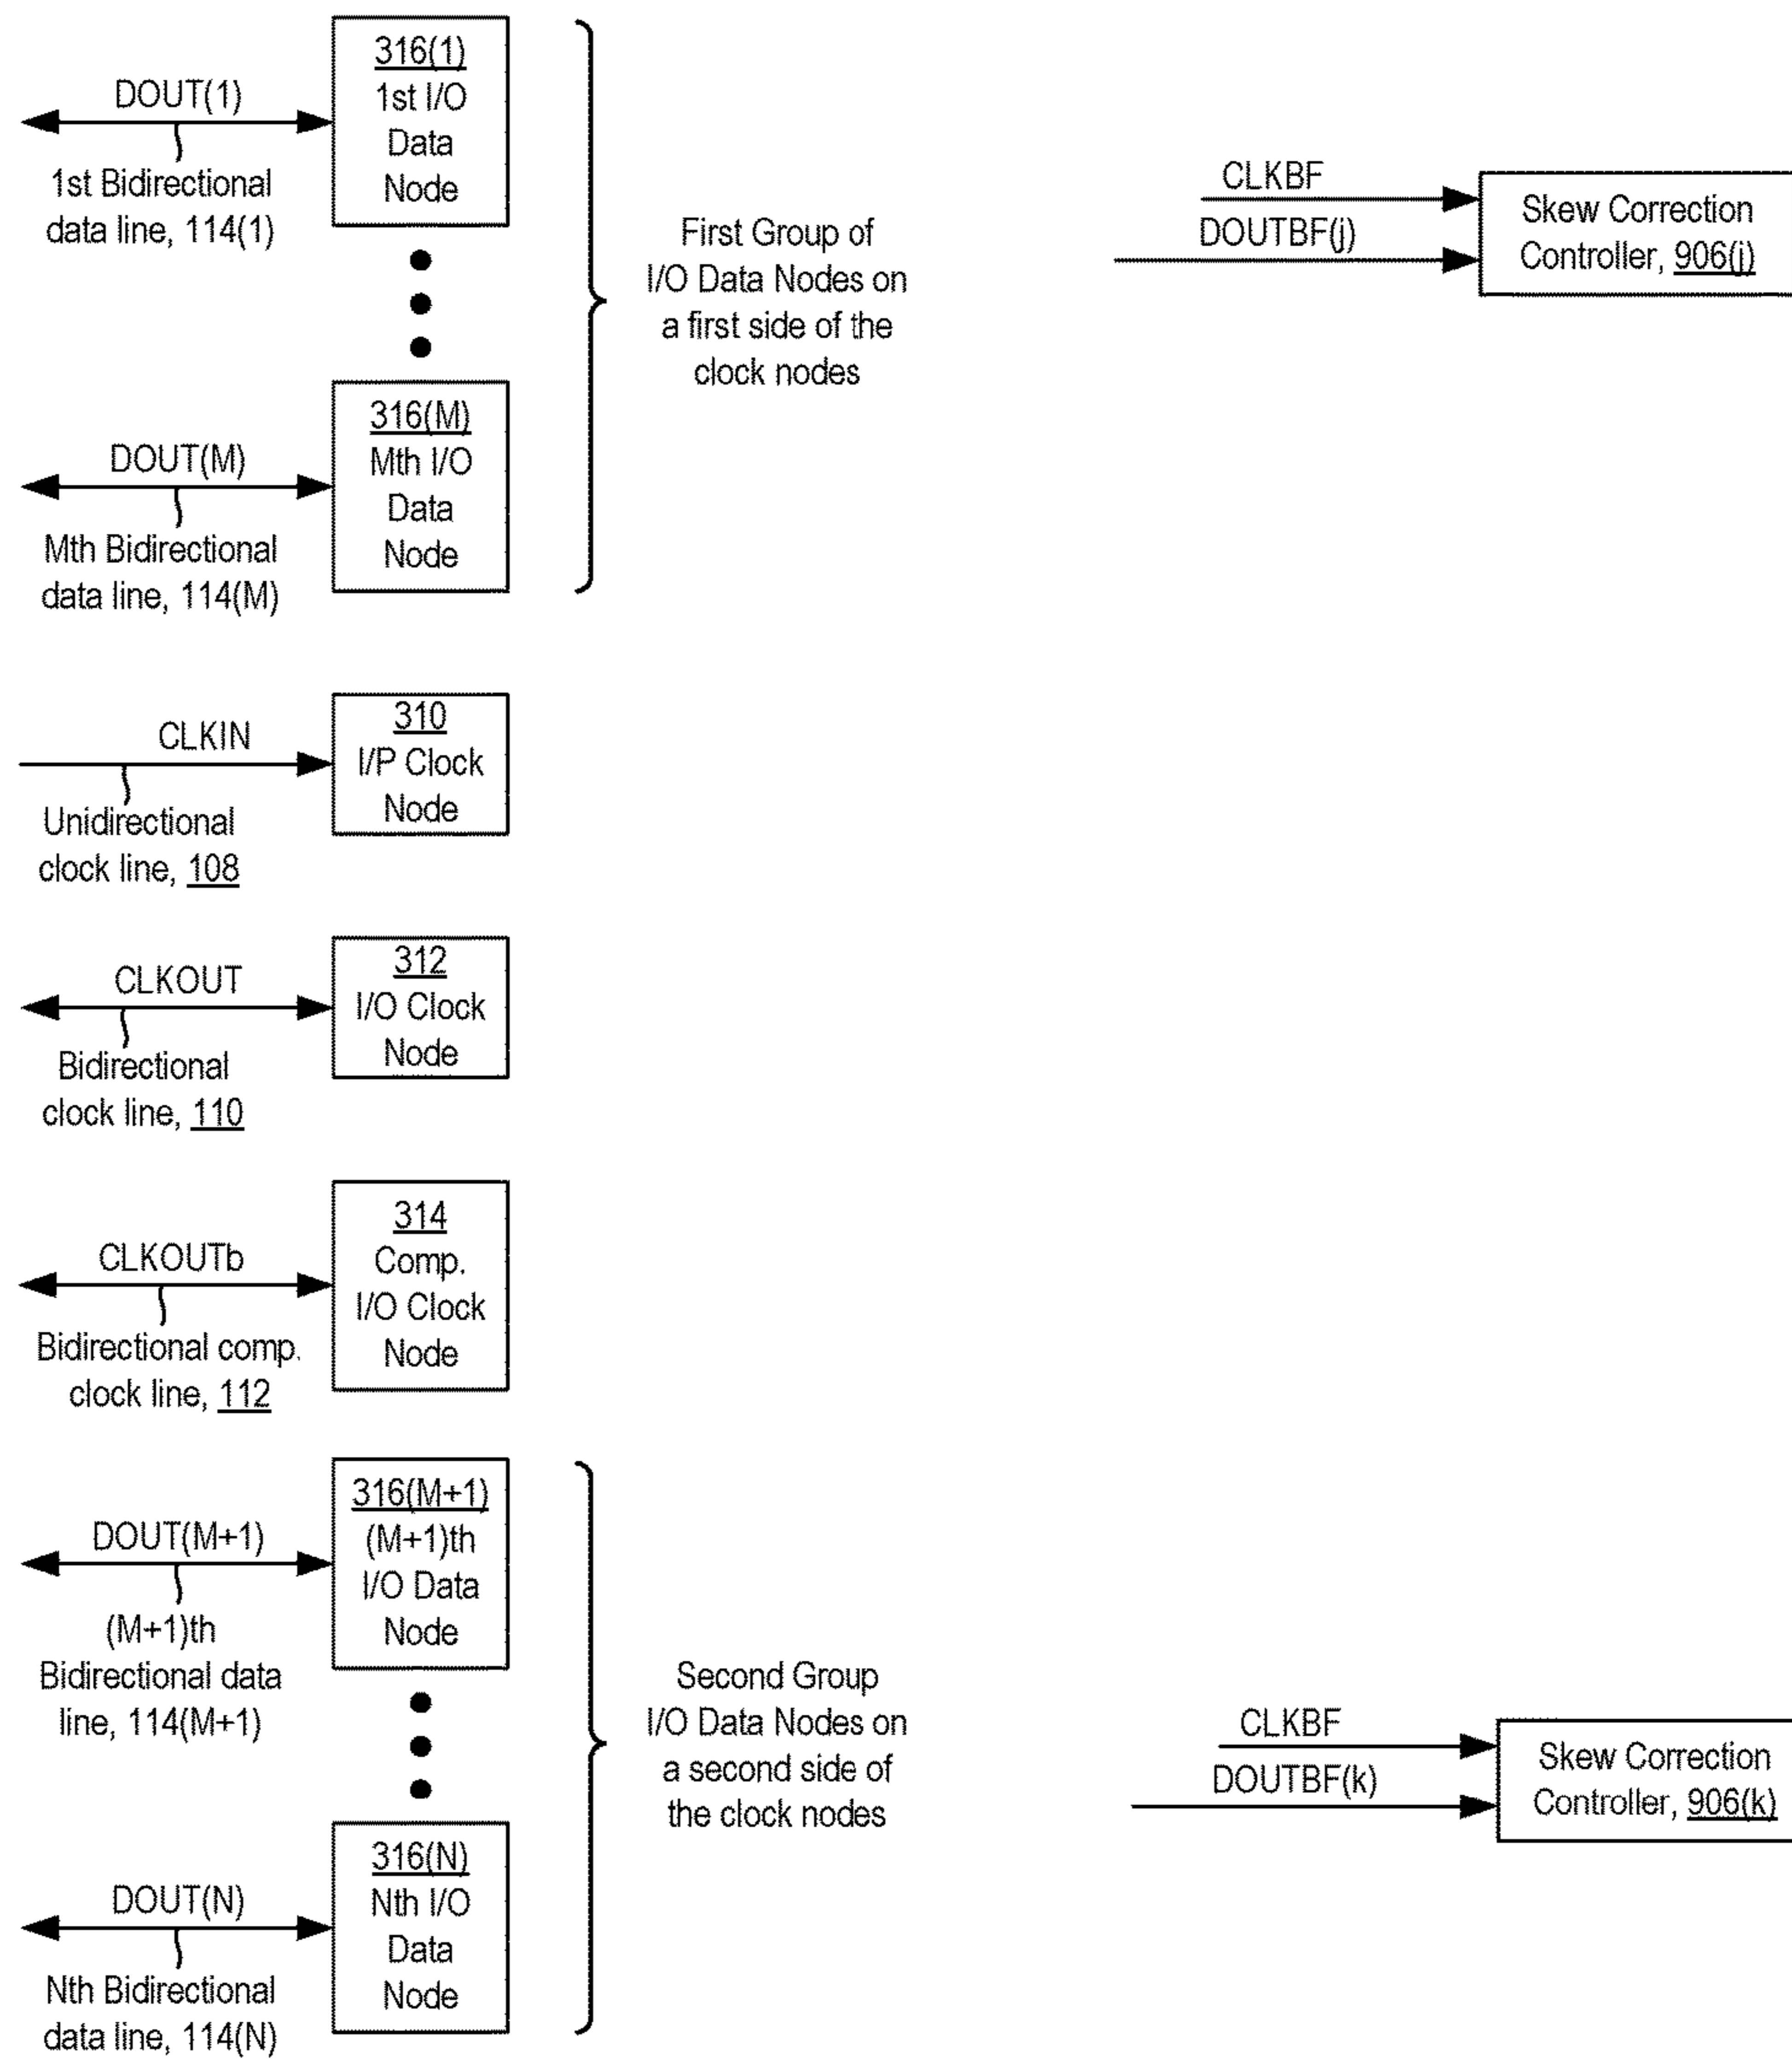 DOUT(1)
1st Bidirectional
data line, 114(1)
316(1)
1st I/O
Data
Node
DOUT(M)
Mth Bidirectional
data line, 114(M)
316(M)
Mth I/O
Data
Node
First Group of
I/O Data Nodes on
a first side of the
clock nodes
CLKBF
DOUTBF(j)
Skew Correction
Controller, 906(j)
CLKIN
Unidirectional
clock line, 108
310
I/P Clock
Node
CLKOUT
Bidirectional
clock line, 110
312
I/O Clock
Node
CLKOUTb
Bidirectional comp.
clock line, 112
314
Comp.
I/O Clock
Node
DOUT(M+1)
(M+1)th
Bidirectional data
line, 114(M+1)
316(M+1)
(M+1)th
I/O Data
Node
DOUT(N)
Nth Bidirectional
data line, 114(N)
316(N)
Nth I/O
Data
Node
Second Group
I/O Data Nodes on
a second side of
the clock nodes
CLKBF
DOUTBF(k)
Skew Correction
Controller, 906(k)